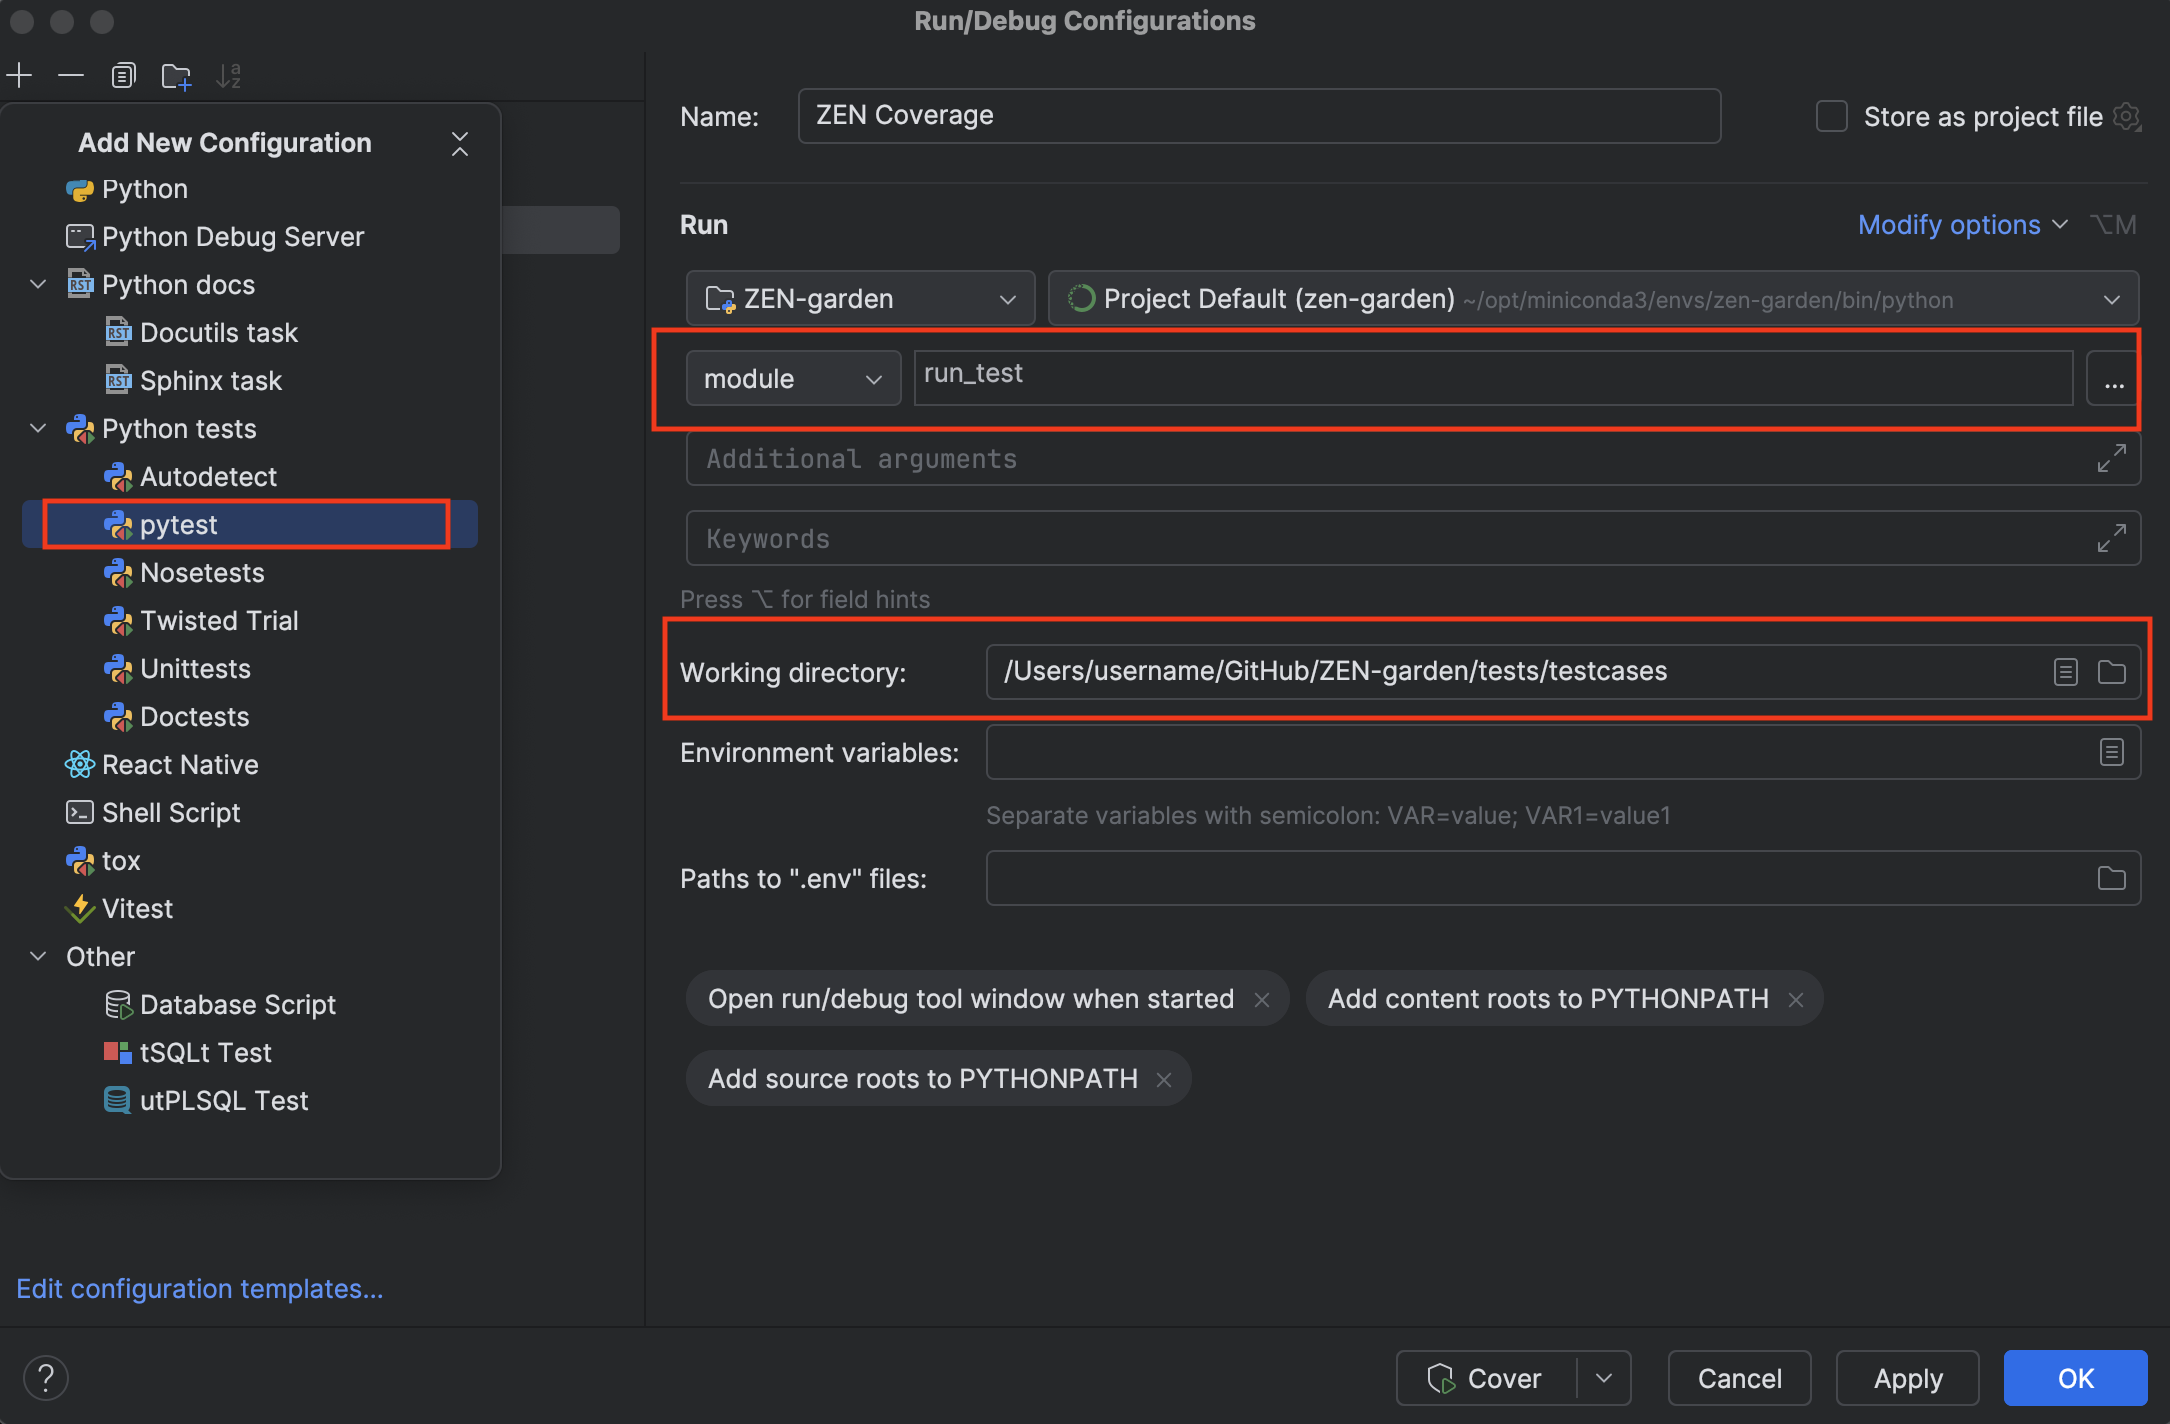 Run/Debug Configurations
Add New Configuration
Python
Python Debug Server
Python docs
Docutils task
Sphinx task
Python tests
Autodetect
pytest
Nosetests
Twisted Trial
Unittests
Doctests
React Native
Shell Script
tox
Vitest
Other
Database Script
tSQLt Test
utPLSQL Test
Edit configuration templates...
Name: ZEN Coverage Store as project file
Run Modify options ⌥M
ZEN-garden Project Default (zen-garden) ~/opt/miniconda3/envs/zen-garden/bin/python
module run_test ...
Additional arguments
Keywords
Press ⌥ for field hints
Working directory: /Users/username/GitHub/ZEN-garden/tests/testcases
Environment variables:
Separate variables with semicolon: VAR=value; VAR1=value1
Paths to ".env" files:
Open run/debug tool window when started × Add content roots to PYTHONPATH ×
Add source roots to PYTHONPATH ×
? Cover Cancel Apply OK